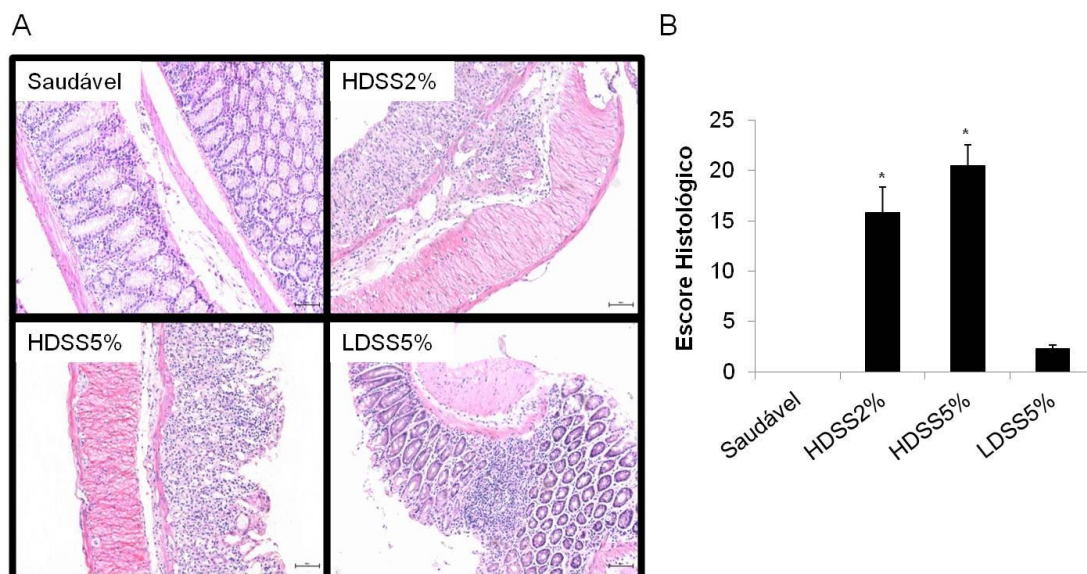 A
Saudável
HDSS2%
HDSS5%
LDSS5%
B
Escore Histológico
25
20
15
10
5
0
*
*
Saudável
HDSS2%
HDSS5%
LDSS5%